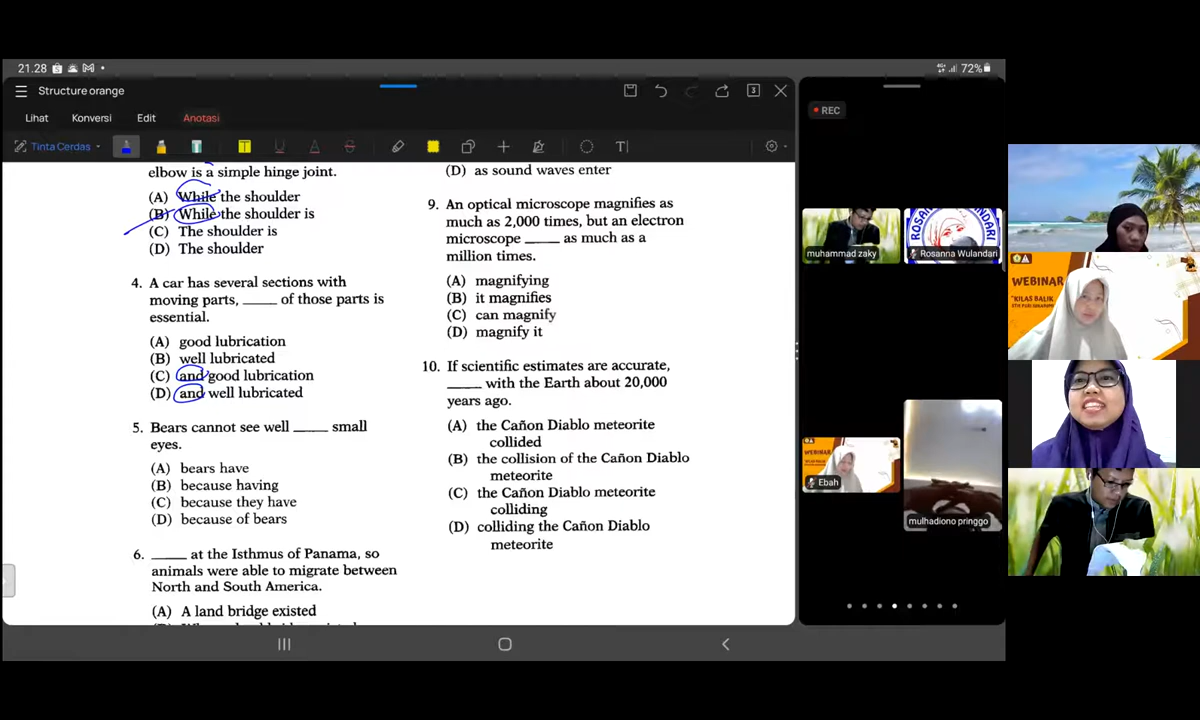 21.28
72%
Structure orange
3
Lihat Konversi Edit Anotasi
Tinta Cerdas
elbow is a simple hinge joint.
(A) While the shoulder
(B) While the shoulder is
(C) The shoulder is
(D) The shoulder
4. A car has several sections with
moving parts, _____ of those parts is
essential.
(A) good lubrication
(B) well lubricated
(C) and good lubrication
(D) and well lubricated
5. Bears cannot see well _____ small
eyes.
(A) bears have
(B) because having
(C) because they have
(D) because of bears
6. _____ at the Isthmus of Panama, so
animals were able to migrate between
North and South America.
(A) A land bridge existed
(D) as sound waves enter
9. An optical microscope magnifies as
much as 2,000 times, but an electron
microscope _____ as much as a
million times.
(A) magnifying
(B) it magnifies
(C) can magnify
(D) magnify it
10. If scientific estimates are accurate,
_____ with the Earth about 20,000
years ago.
(A) the Cañon Diablo meteorite
collided
(B) the collision of the Cañon Diablo
meteorite
(C) the Cañon Diablo meteorite
colliding
(D) colliding the Cañon Diablo
meteorite
REC
muhammad zaky
Rosanna Wulandari
Ebah
mulhadiono pringgo
WEBINAR
"KILAS BALIK